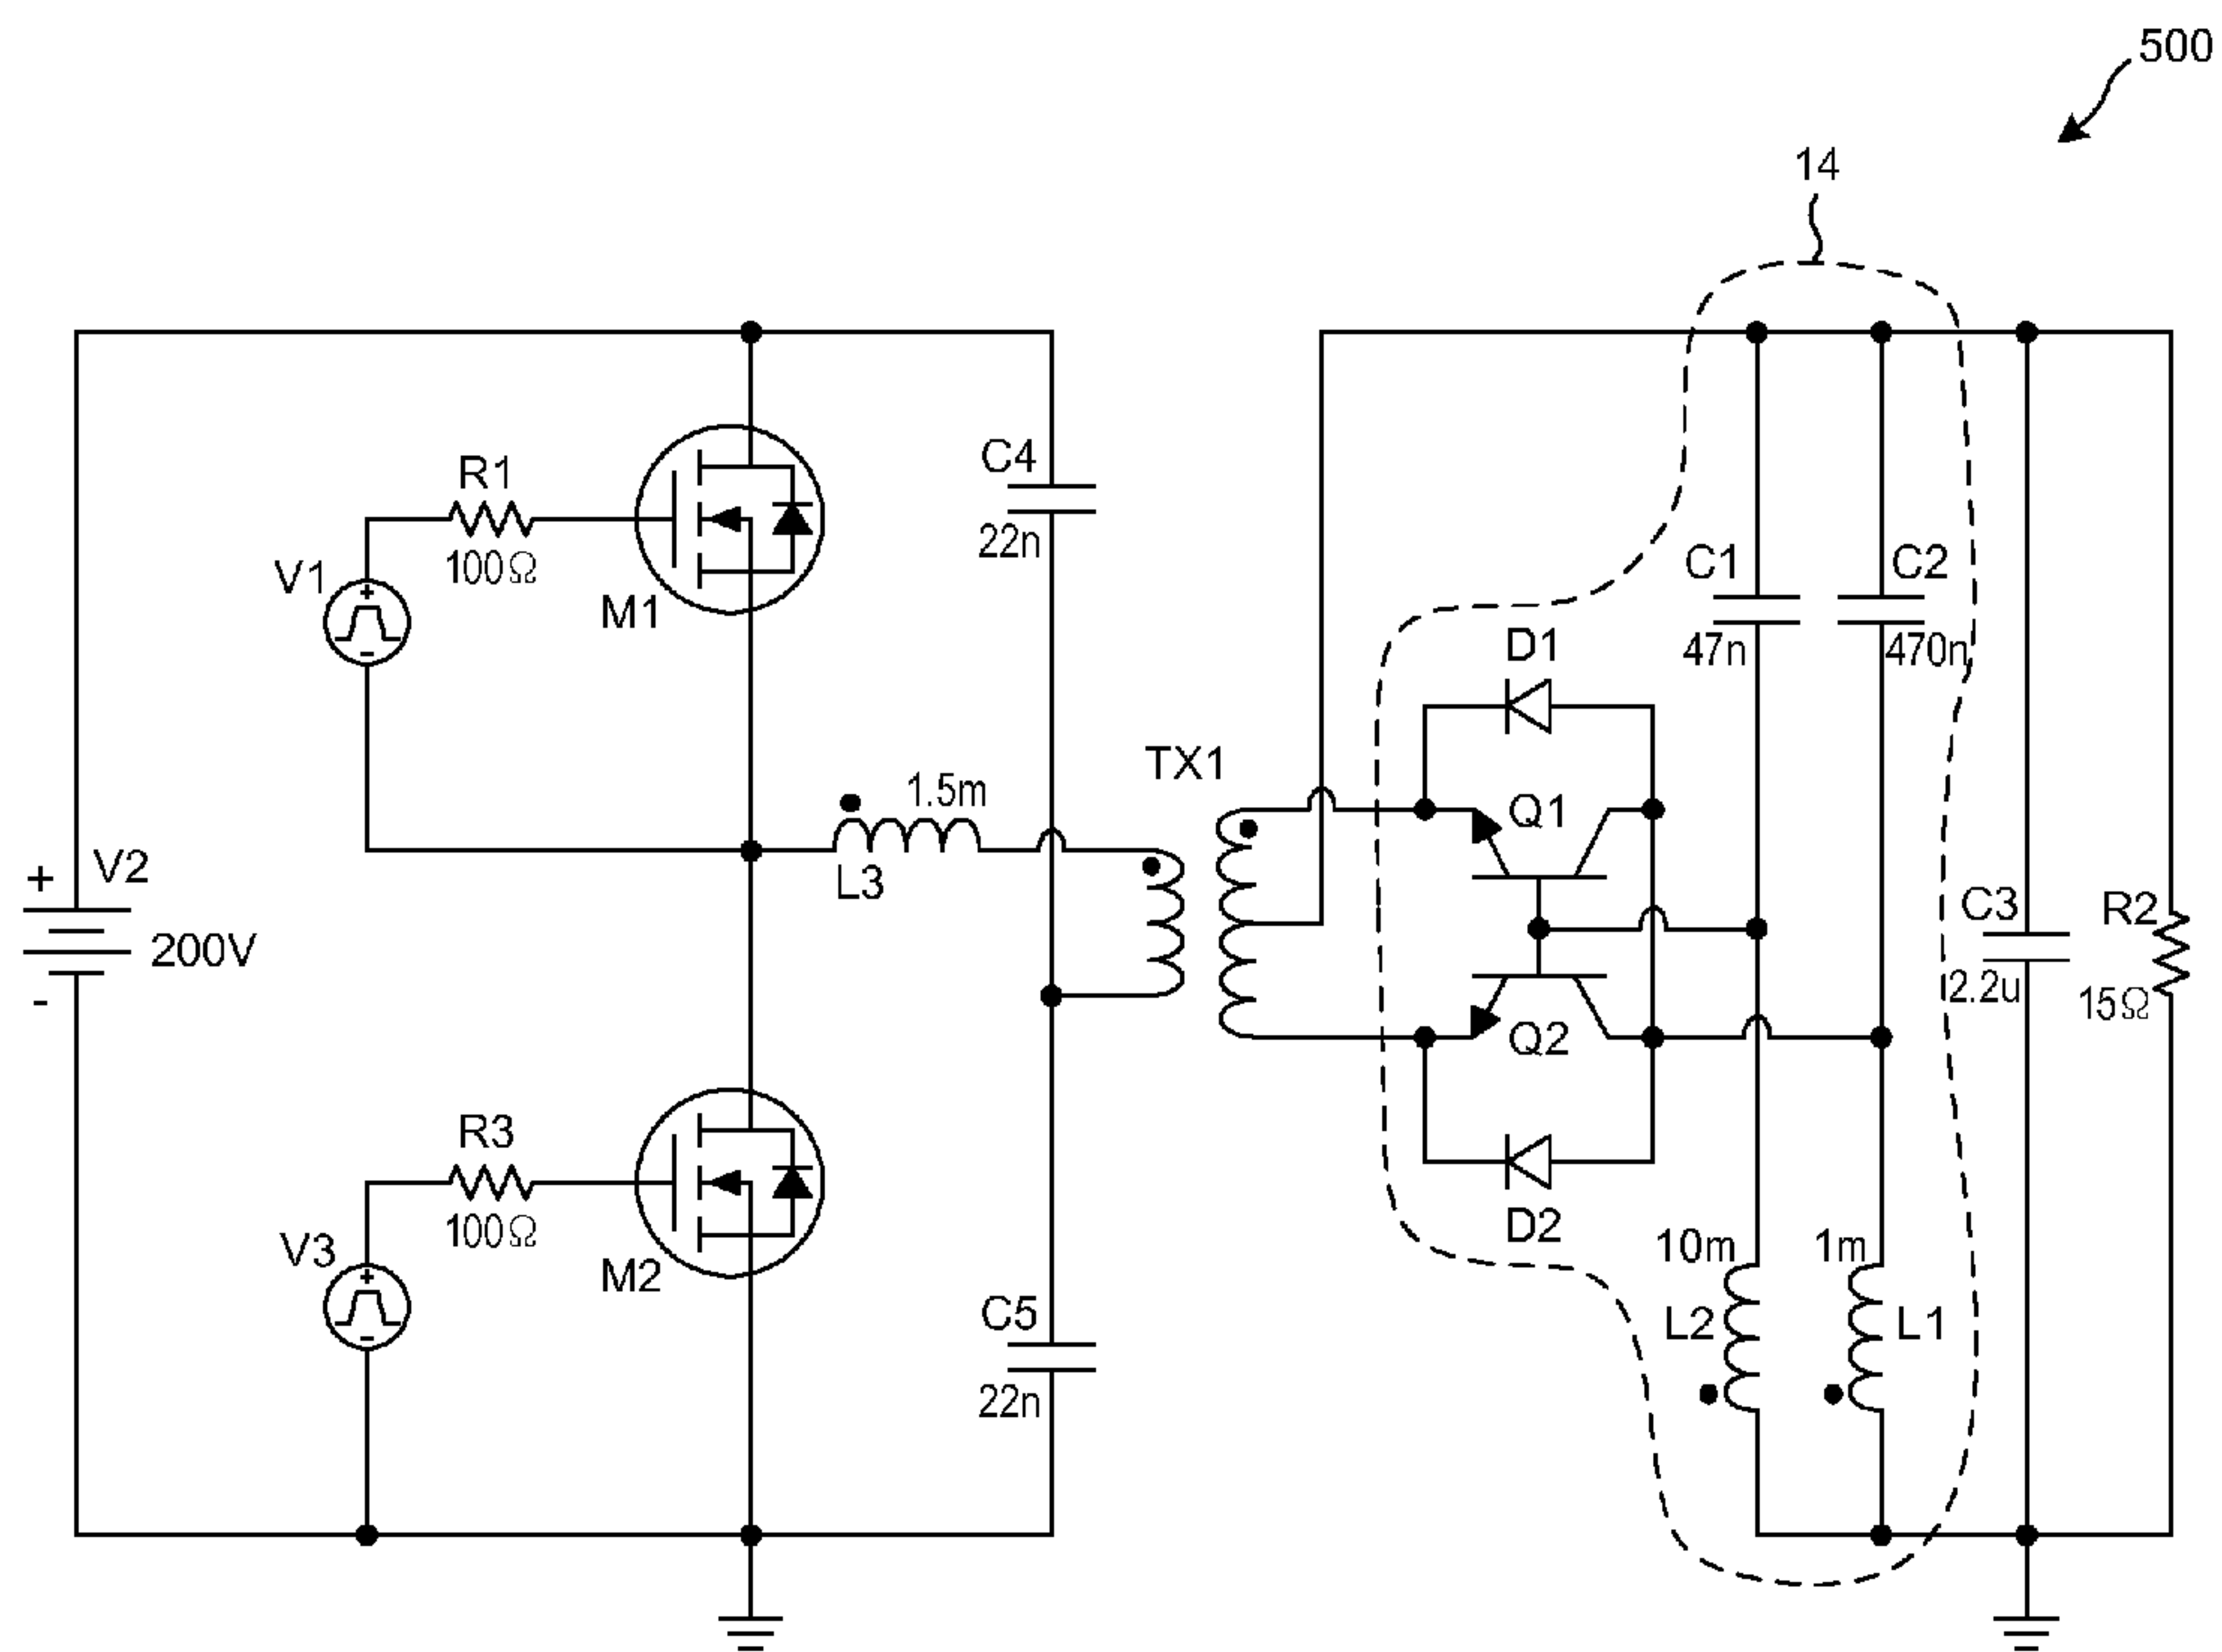 500
14
R1
100Ω
V1
+
-
M1
C4
22n
C1
47n
C2
470n
D1
TX1
Q1
1.5m
L3
+
V2
200V
-
C3
2.2u
R2
15Ω
Q2
R3
100Ω
V3
+
-
M2
D2
10m
L2
1m
L1
C5
22n